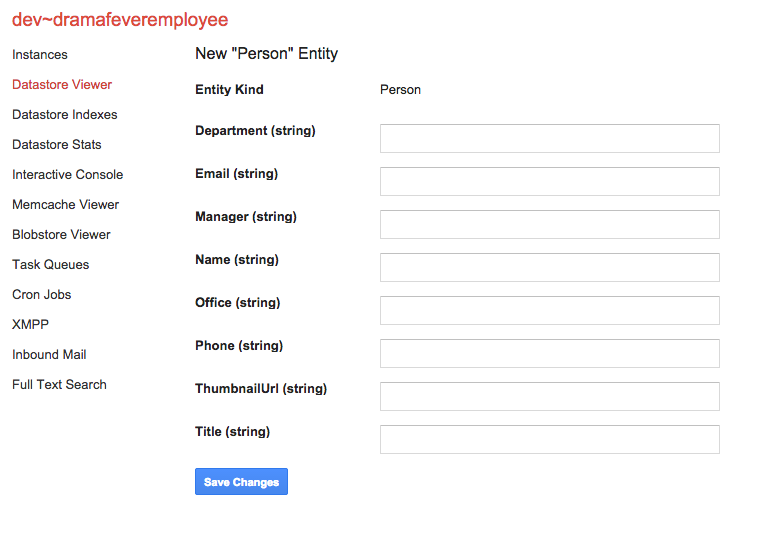 dev~dramafeveremployee
Instances
Datastore Viewer
Datastore Indexes
Datastore Stats
Interactive Console
Memcache Viewer
Blobstore Viewer
Task Queues
Cron Jobs
XMPP
Inbound Mail
Full Text Search
New "Person" Entity
Entity Kind Person
Department (string)
Email (string)
Manager (string)
Name (string)
Office (string)
Phone (string)
ThumbnailUrl (string)
Title (string)
Save Changes